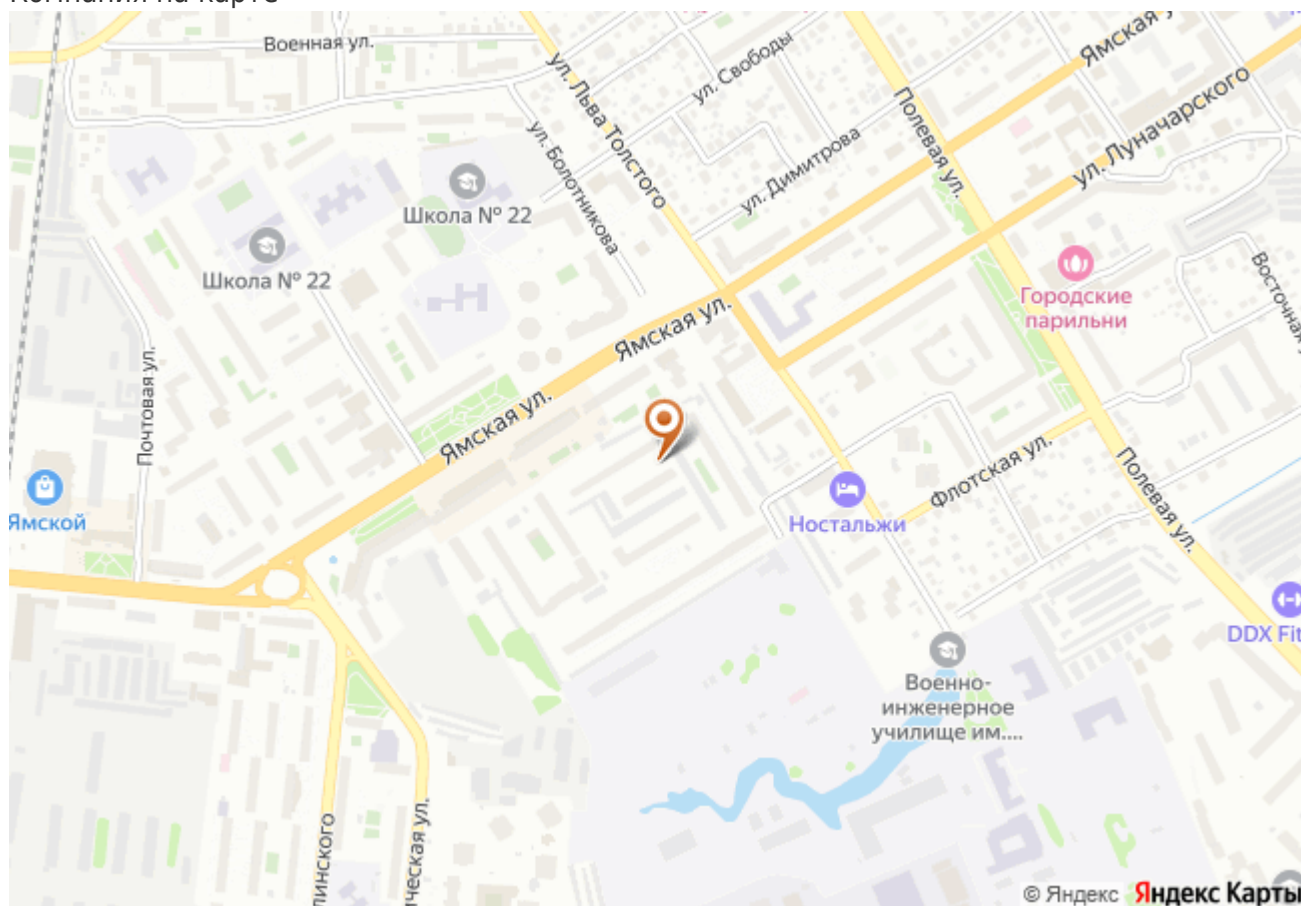 Военная ул.
Ямская
ул. Свободы
ул. Льва Толстого
Полевая ул.
ул. Луначарского
ул. Болотникова
ул. Димитрова
Школа № 22
Школа № 22
Городские
парильни
Восточная
Ямская ул.
Почтовая ул.
Ямская ул.
Флотская ул.
Полевая ул.
Ямской
Ностальжи
DDX Fit
Военно-
инженерное
училище им....
линского
ическая ул.
© Яндекс Яндекс Карты